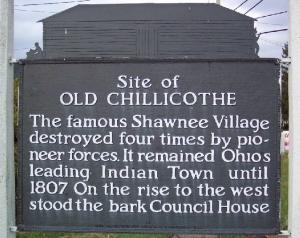 Site of
OLD CHILLICOTHE
The famous Shawnee Village
destroyed four times by pio-
neer forces. It remained Ohios
leading Indian Town until
1807 On the rise to the west
stood the bark Council House